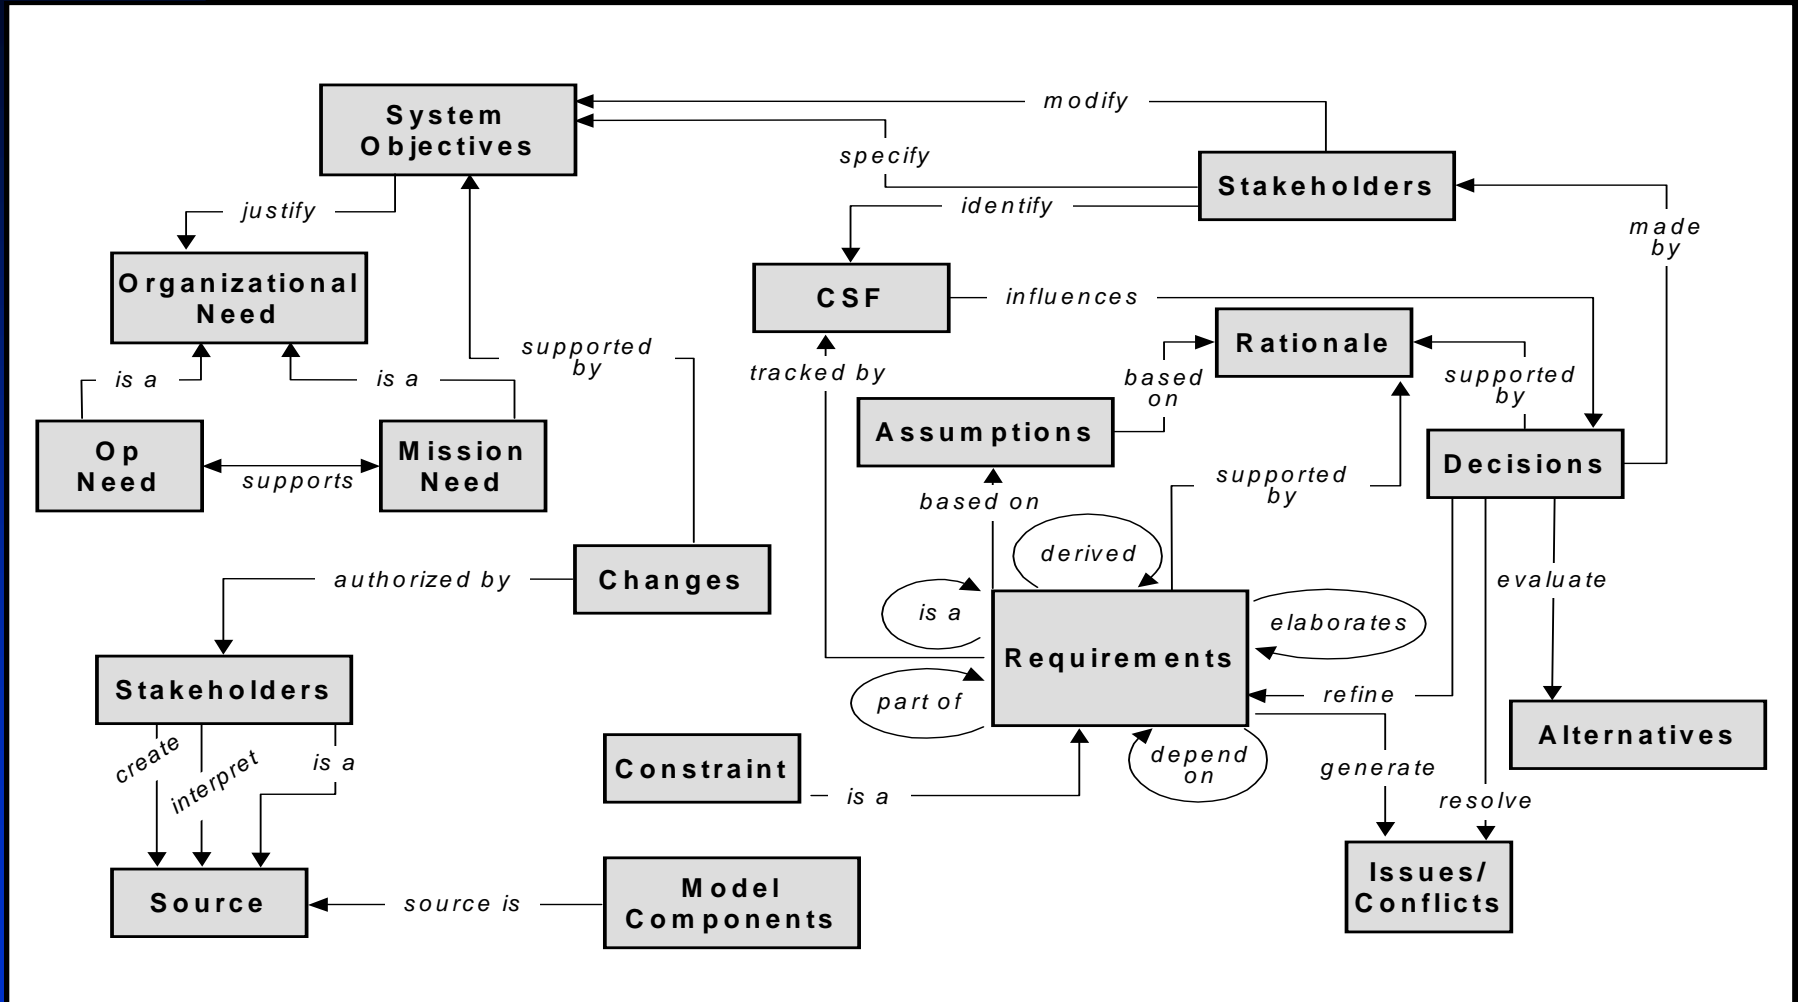 System
Objectives
modify
specify
Stakeholders
identify
justify
made
by
Organizational
Need
CSF
influences
Rationale
supported
by
is a
is a
tracked by
based
on
supported
by
Op
Need
supports
Mission
Need
Assumptions
Decisions
based on
supported
by
derived
authorized by
Changes
evaluate
is a
elaborates
Requirements
Stakeholders
part of
refine
create
interpret
is a
Constraint
is a
depend
on
generate
Alternatives
resolve
Source
source is
Model
Components
Issues/
Conflicts